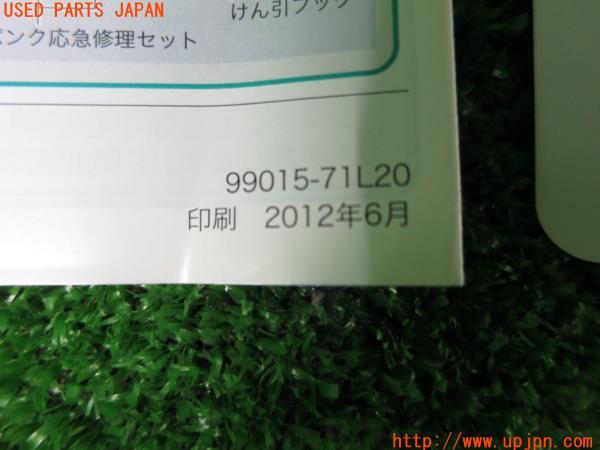 USED PARTS JAPAN
けん引フック
パンク応急修理セット
99015-71L20
印刷 2012年6月
http://www.upjpn.com/